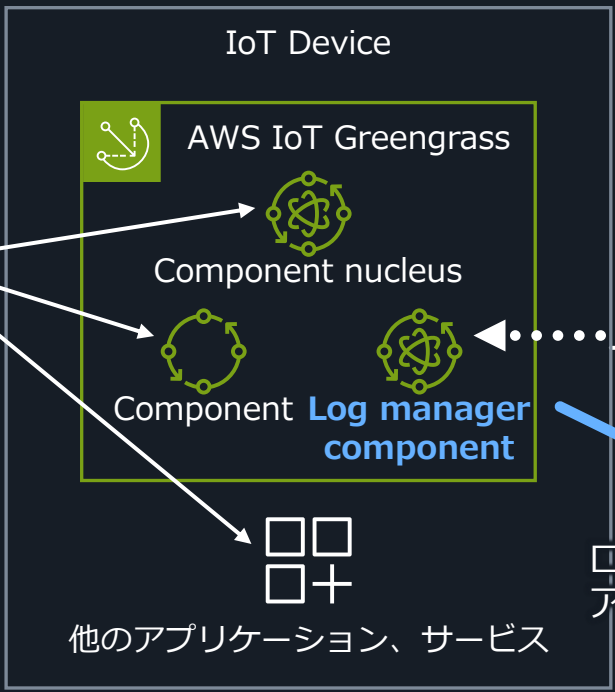 IoT Device
AWS IoT Greengrass
Component nucleus
Component
Log manager
component
他のアプリケーション、サービス